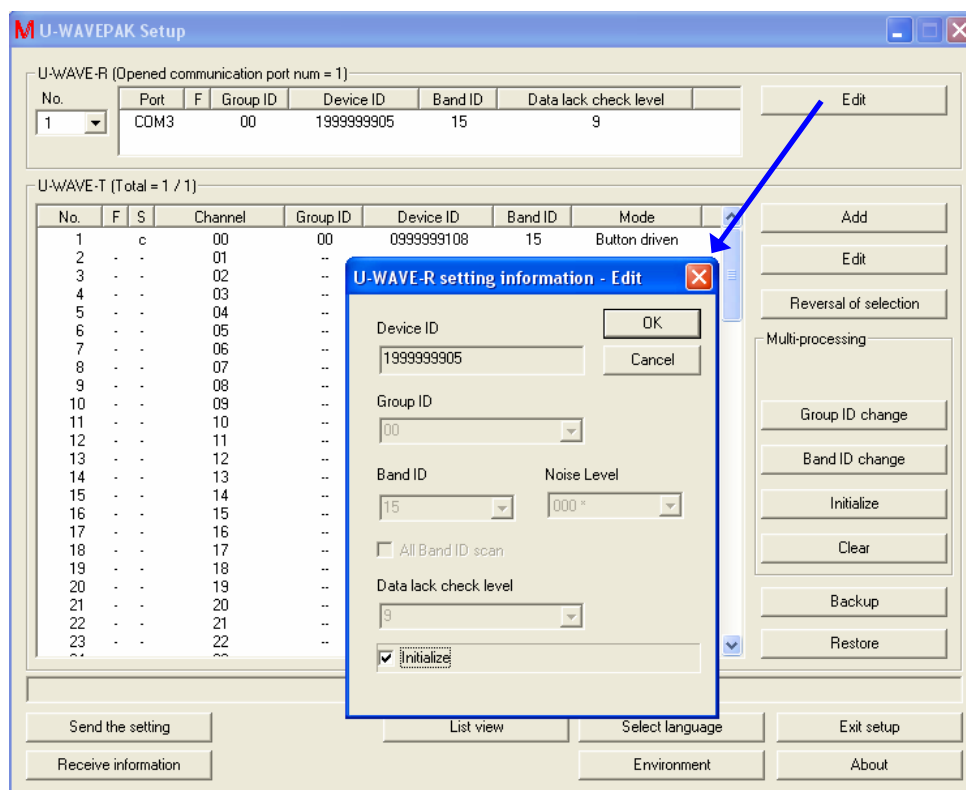 M U-WAVEPAK Setup
U-WAVE-R (Opened communication port num = 1)
No. Port F Group ID Device ID Band ID Data lack check level
1 COM3 00 1999999905 15 9
Edit
U-WAVE-T (Total = 1 / 1)
No. F S Channel Group ID Device ID Band ID Mode
1 c 00 00 0999999108 15 Button driven
2 - - 01 --
3 - - 02 --
4 - - 03 --
5 - - 04 --
6 - - 05 --
7 - - 06 --
8 - - 07 --
9 - - 08 --
10 - - 09 --
11 - - 10 --
12 - - 11 --
13 - - 12 --
14 - - 13 --
15 - - 14 --
16 - - 15 --
17 - - 16 --
18 - - 17 --
19 - - 18 --
20 - - 19 --
21 - - 20 --
22 - - 21 --
23 - - 22 --
Add
Edit
Reversal of selection
Multi-processing
Group ID change
Band ID change
Initialize
Clear
Backup
Restore
U-WAVE-R setting information - Edit
Device ID
1999999905
OK
Cancel
Group ID
00
Band ID Noise Level
15 000 *
All Band ID scan
Data lack check level
9
Initialize
Send the setting List view Select language Exit setup
Receive information Environment About